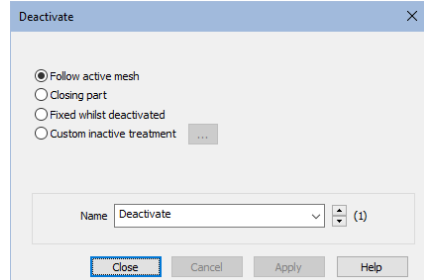 Deactivate
Follow active mesh
Closing part
Fixed whilst deactivated
Custom inactive treatment ...
Name Deactivate (1)
Close Cancel Apply Help